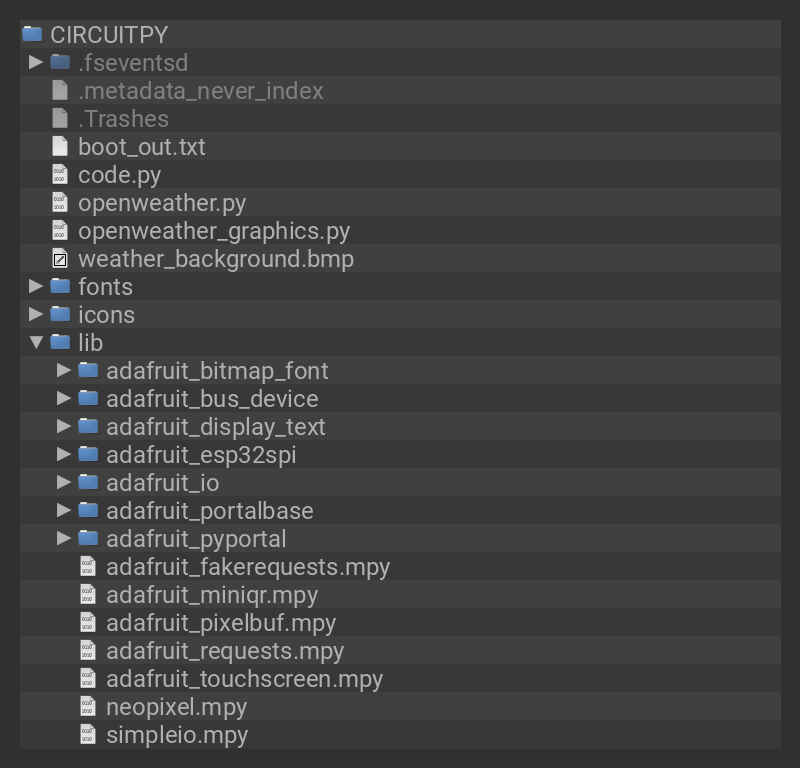 CIRCUITPY
.fseventsd
.metadata_never_index
.Trashes
boot_out.txt
code.py
openweather.py
openweather_graphics.py
weather_background.bmp
fonts
icons
lib
adafruit_bitmap_font
adafruit_bus_device
adafruit_display_text
adafruit_esp32spi
adafruit_io
adafruit_portalbase
adafruit_pyportal
adafruit_fakerequests.mpy
adafruit_miniqr.mpy
adafruit_pixelbuf.mpy
adafruit_requests.mpy
adafruit_touchscreen.mpy
neopixel.mpy
simpleio.mpy